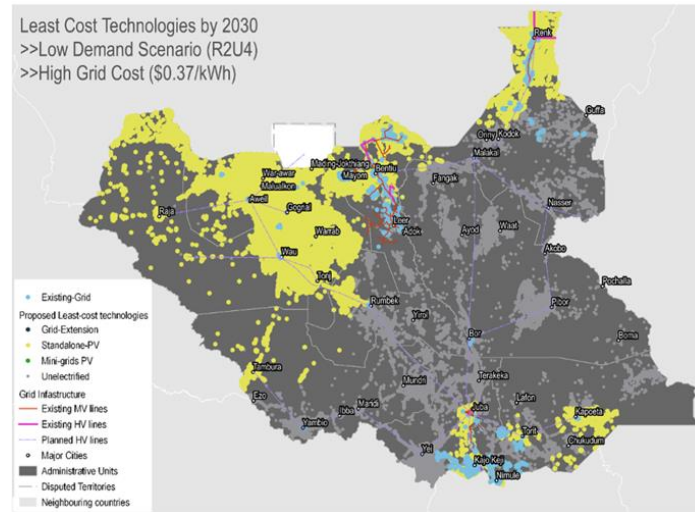 Least Cost Technologies by 2030
>>Low Demand Scenario (R2U4)
>>High Grid Cost ($0.37/kWh)
Renk
Guffa
Oriny Kodok
Malakal
Mading-Jokthiang
Bentiu
Mayom
War-awar
Malualkon
Fangak
Aweil
Gogrial
Nasser
Raja
Leer
Adok
Ayod
Waat
Warrab
Wau
Akobo
Tonj
Pochalla
Rumbek
Pibor
Yirol
Bor
Boma
Tambura
Mundri
Terakeka
Ezo
Maridi
Lafon
Juba
Kapoeta
Ibba
Yambio
Torit
Chukudum
Yei
Kajo Keji
Nimule
Existing-Grid
Proposed Least-cost technologies
Grid-Extension
Standalone-PV
Mini-grids PV
Unelectrified
Grid Infastructure
Existing MV lines
Existing HV lines
Planned HV lines
Major Cities
Administrative Units
Disputed Territories
Neighbouring countries